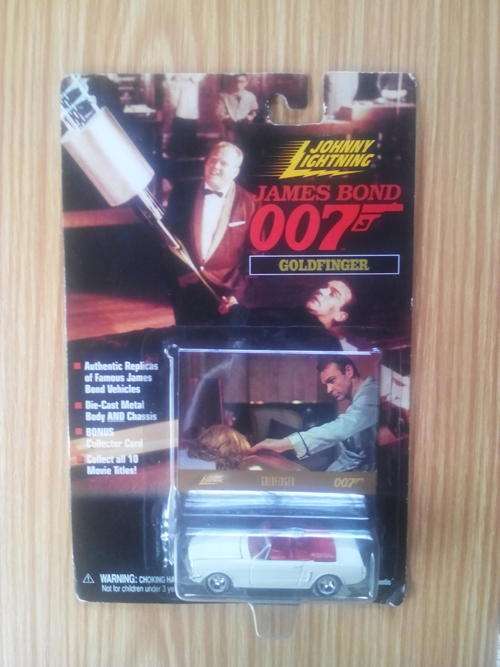 JOHNNY
LIGHTNING
JAMES BOND
007
GOLDFINGER
Authentic Replicas
of Famous James
Bond Vehicles
Die-Cast Metal
Body AND Chassis
BONUS
Collector Card
Collect all 10
Movie Titles!
GOLDFINGER
007
WARNING: CHOKING HA
Not for children under 3 ye